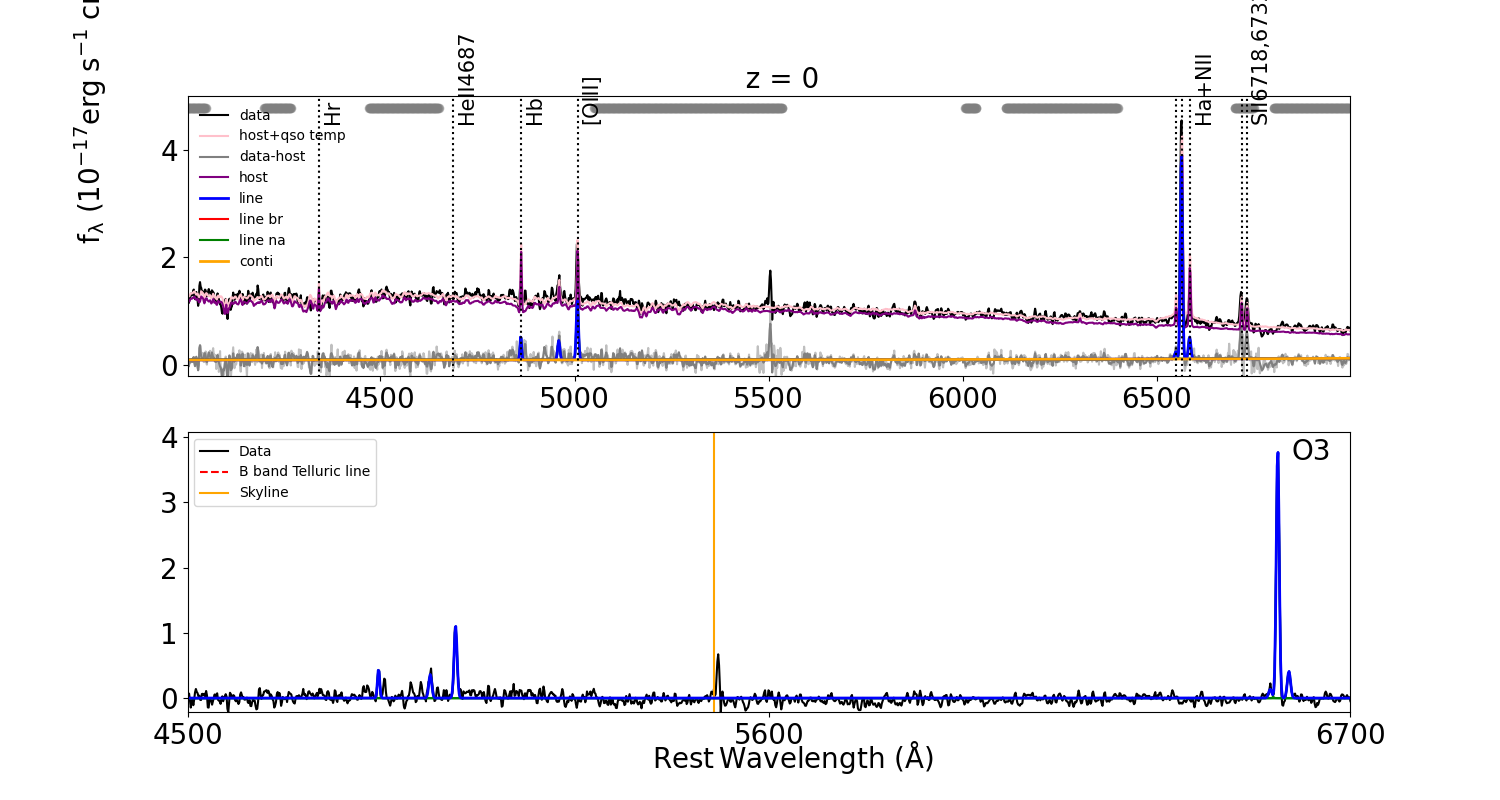 z = 0
f_λ (10^−17 erg s^−1 c
Hr
HeII4687
Hb
[OIII]
Ha+NII
SII6718,673
data
host+qso temp
data-host
host
line
line br
line na
conti
4
2
0
4500
5000
5500
6000
6500
Data
B band Telluric line
Skyline
O3
4
3
2
1
0
4500
5600
6700
Rest Wavelength (Å)